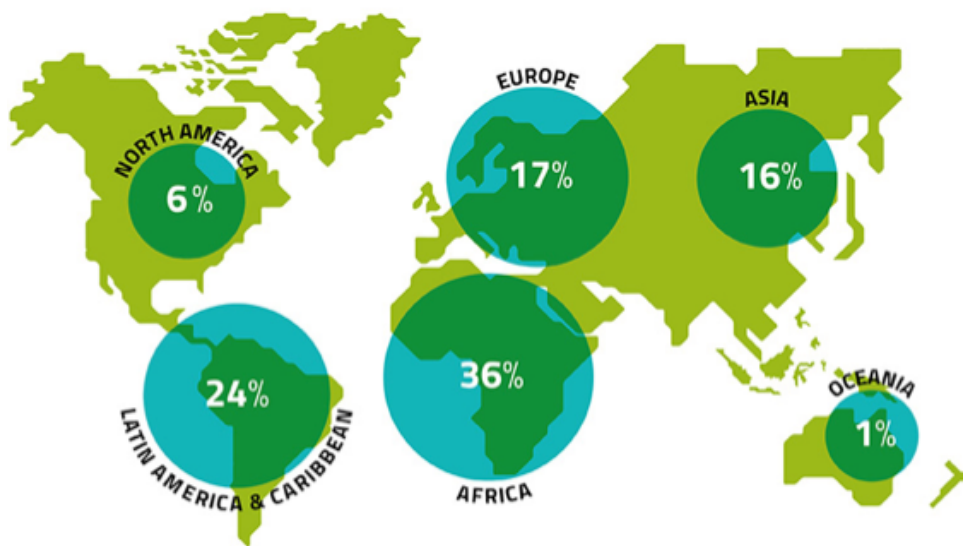 NORTH AMERICA
6%
EUROPE
17%
ASIA
16%
24%
LATIN AMERICA & CARIBBEAN
36%
AFRICA
OCEANIA
1%